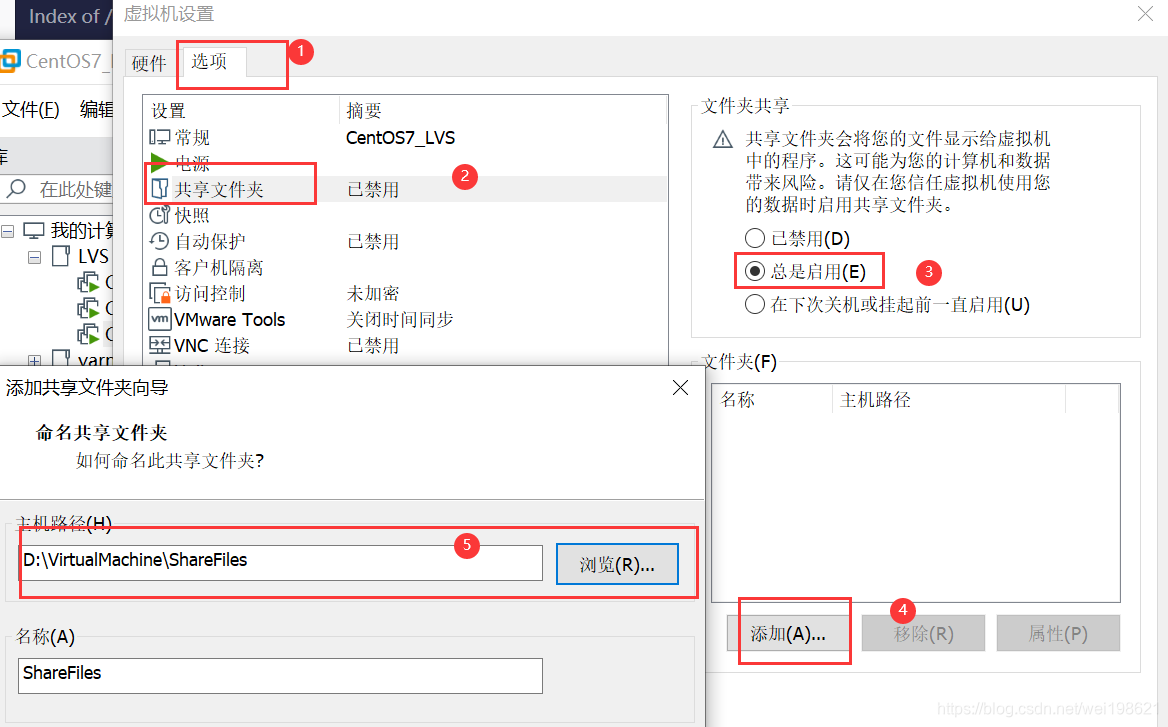 Index of /
虚拟机设置
CentOS7_
文件(F) 编辑
库
在此处键
我的计算
LVS
varn
硬件
选项
1
设置 摘要
常规 CentOS7_LVS
电源
2
共享文件夹 已禁用
快照
自动保护 已禁用
客户机隔离
访问控制 未加密
VMware Tools 关闭时间同步
VNC 连接 已禁用
文件夹共享
共享文件夹会将您的文件显示给虚拟机
中的程序。这可能为您的计算机和数据
带来风险。请仅在您信任虚拟机使用您
的数据时启用共享文件夹。
已禁用(D)
总是启用(E)
3
在下次关机或挂起前一直启用(U)
文件夹(F)
名称 主机路径
4
添加(A)... 移除(R) 属性(P)
添加共享文件夹向导
命名共享文件夹
如何命名此共享文件夹?
主机路径(H)
5
D:\VirtualMachine\ShareFiles
浏览(R)...
名称(A)
ShareFiles
https://blog.csdn.net/wei198621